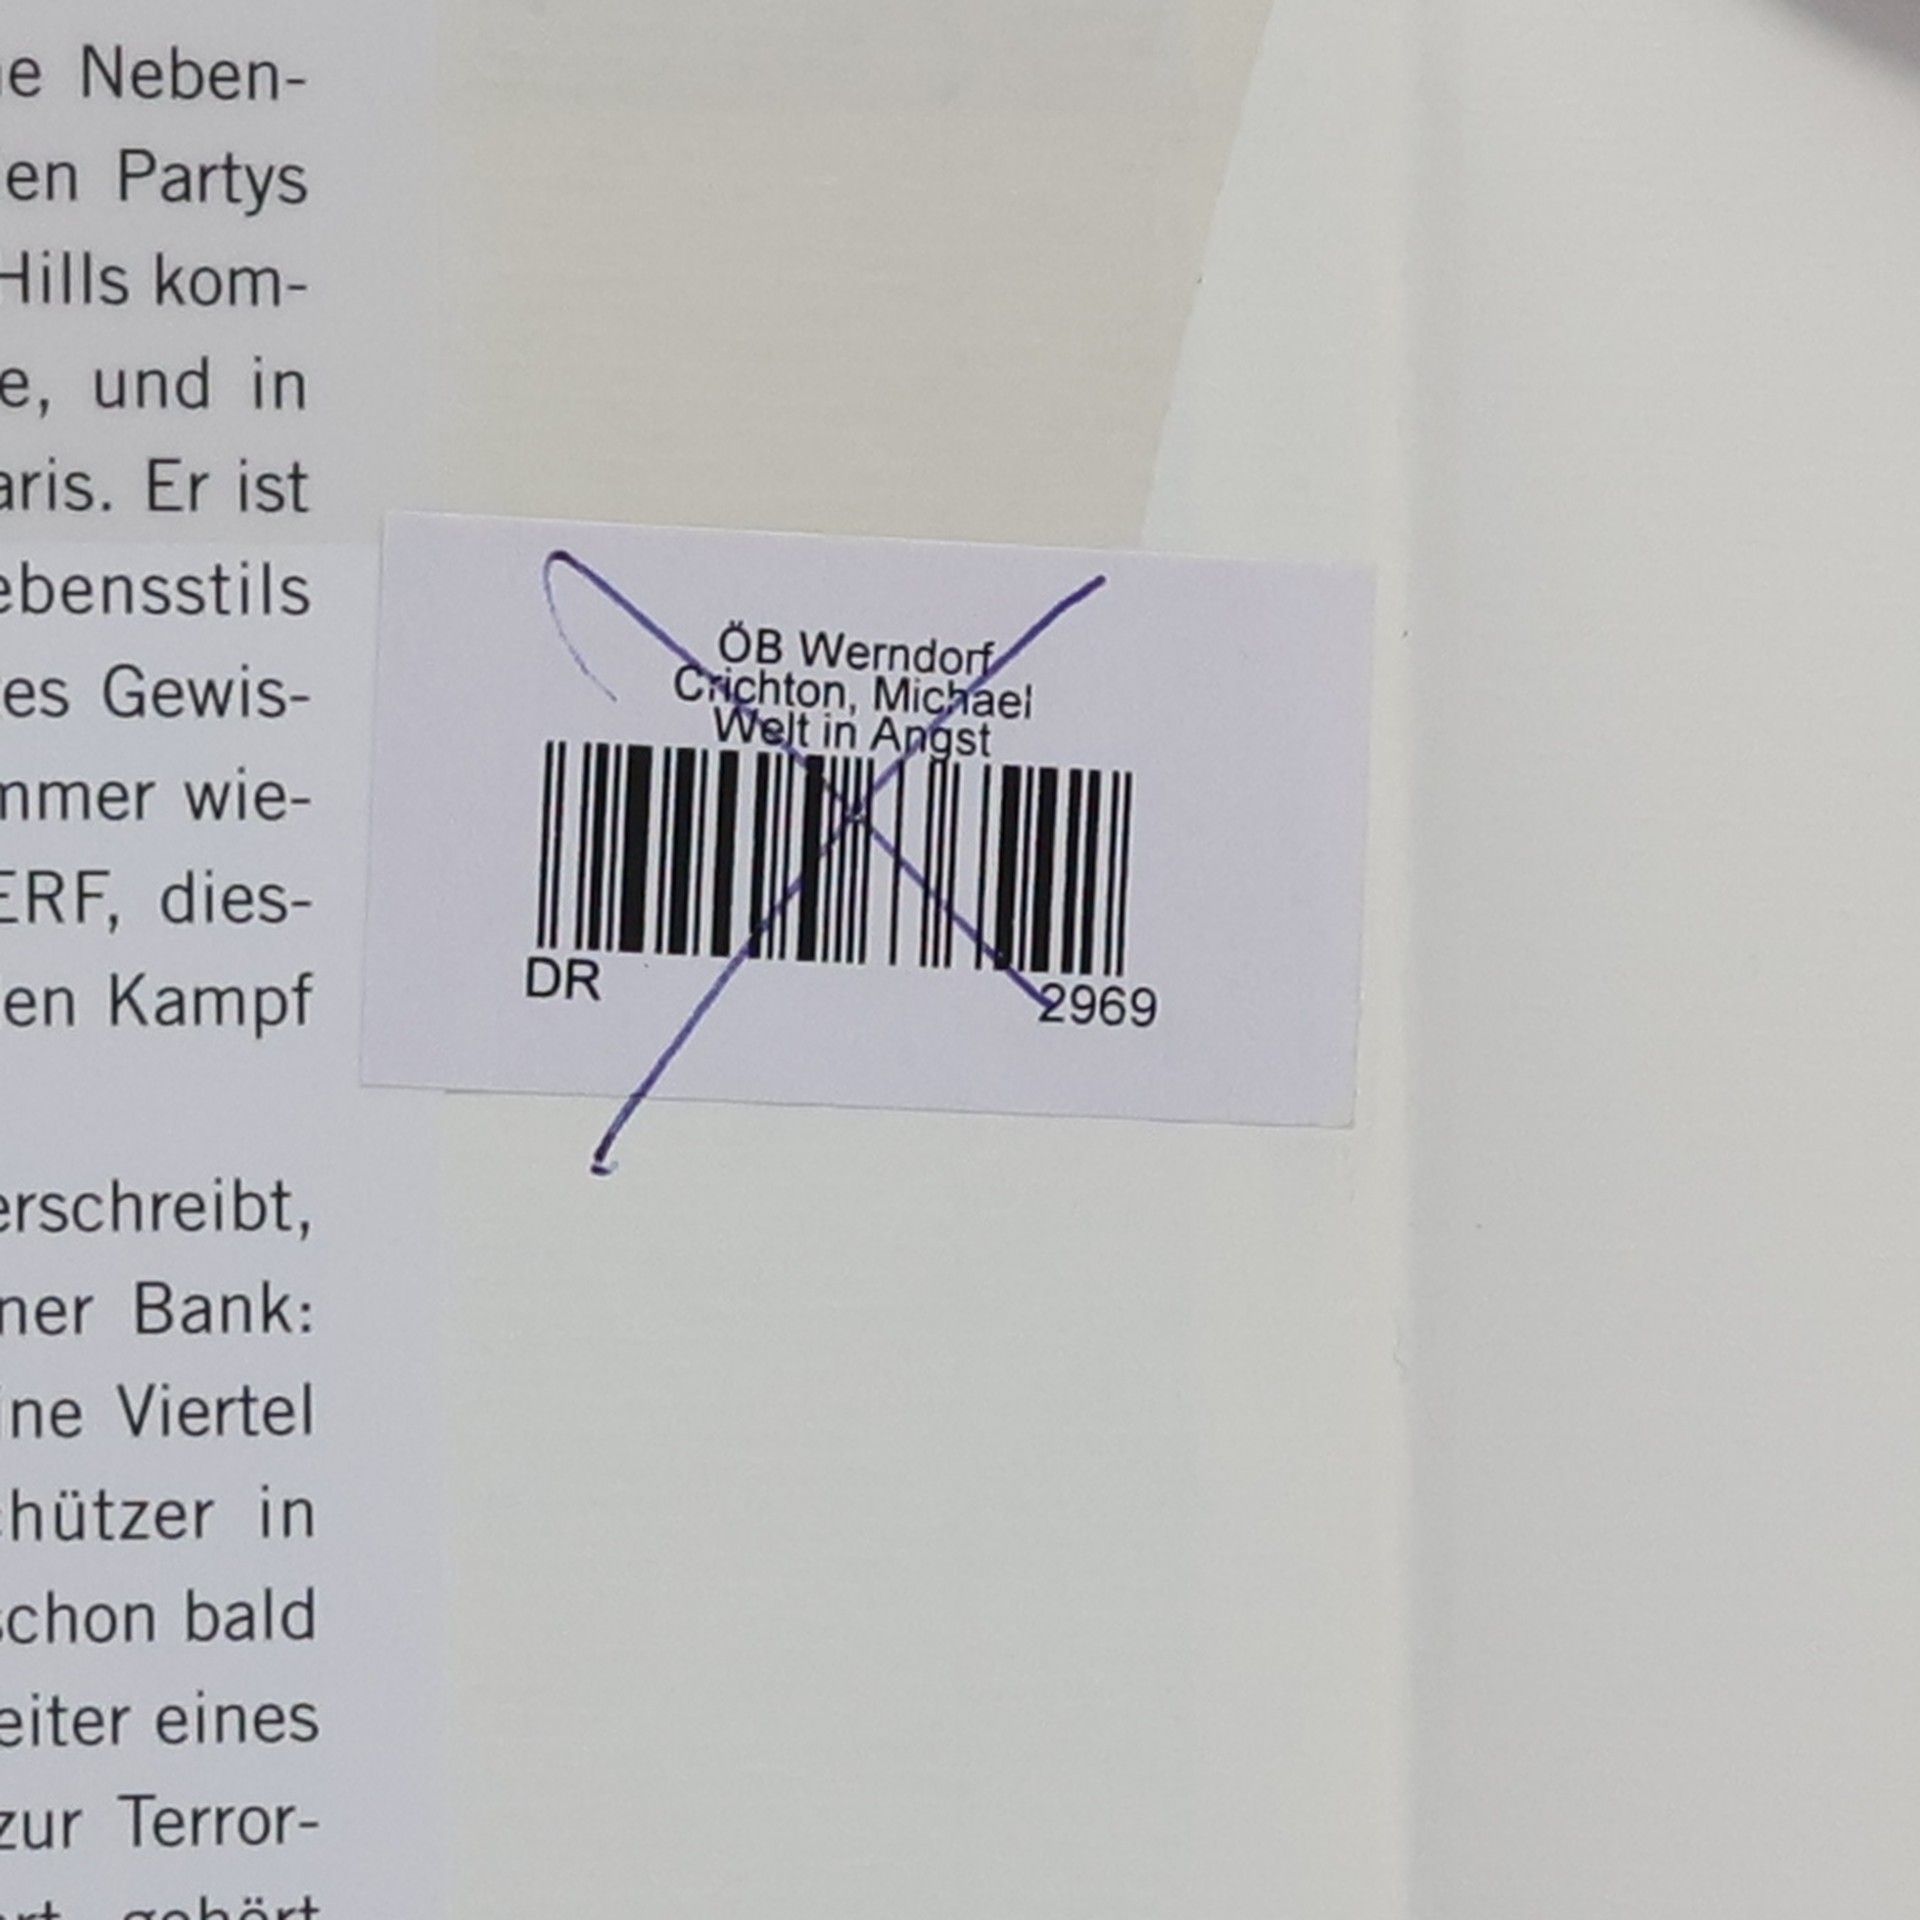 Neben-
en Partys
Hills kom-
e, und in
Er ist
ebensstils
es Gewis-
mmer wie-
ERF, dies-
en Kampf
ÖB Werndorf
Crichton, Michael
Welt in Angst
DR 2969
erschreibt,
ner Bank:
ine Viertel
hützer in
schon bald
eiter eines
zur Terror-
gehört